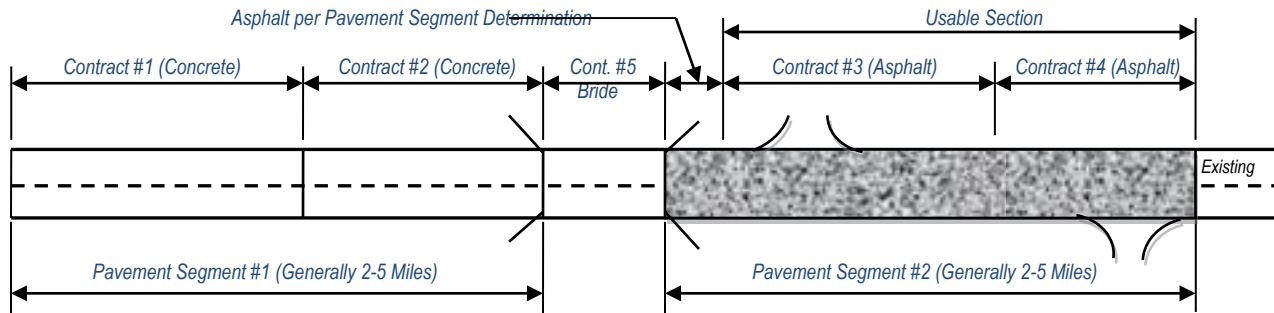 Asphalt per Pavement Segment Determination
Usable Section
Contract #1 (Concrete)
Contract #2 (Concrete)
Cont. #5
Bride
Contract #3 (Asphalt)
Contract #4 (Asphalt)
Existing
Pavement Segment #1 (Generally 2-5 Miles)
Pavement Segment #2 (Generally 2-5 Miles)